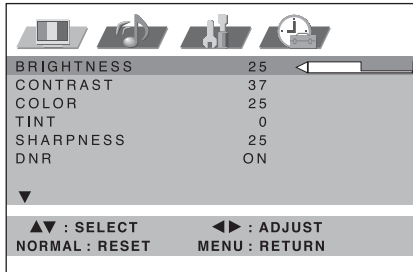 BRIGHTNESS 25
CONTRAST 37
COLOR 25
TINT 0
SHARPNESS 25
DNR ON
▼
▲▼ : SELECT ◀▶ : ADJUST
NORMAL : RESET MENU : RETURN